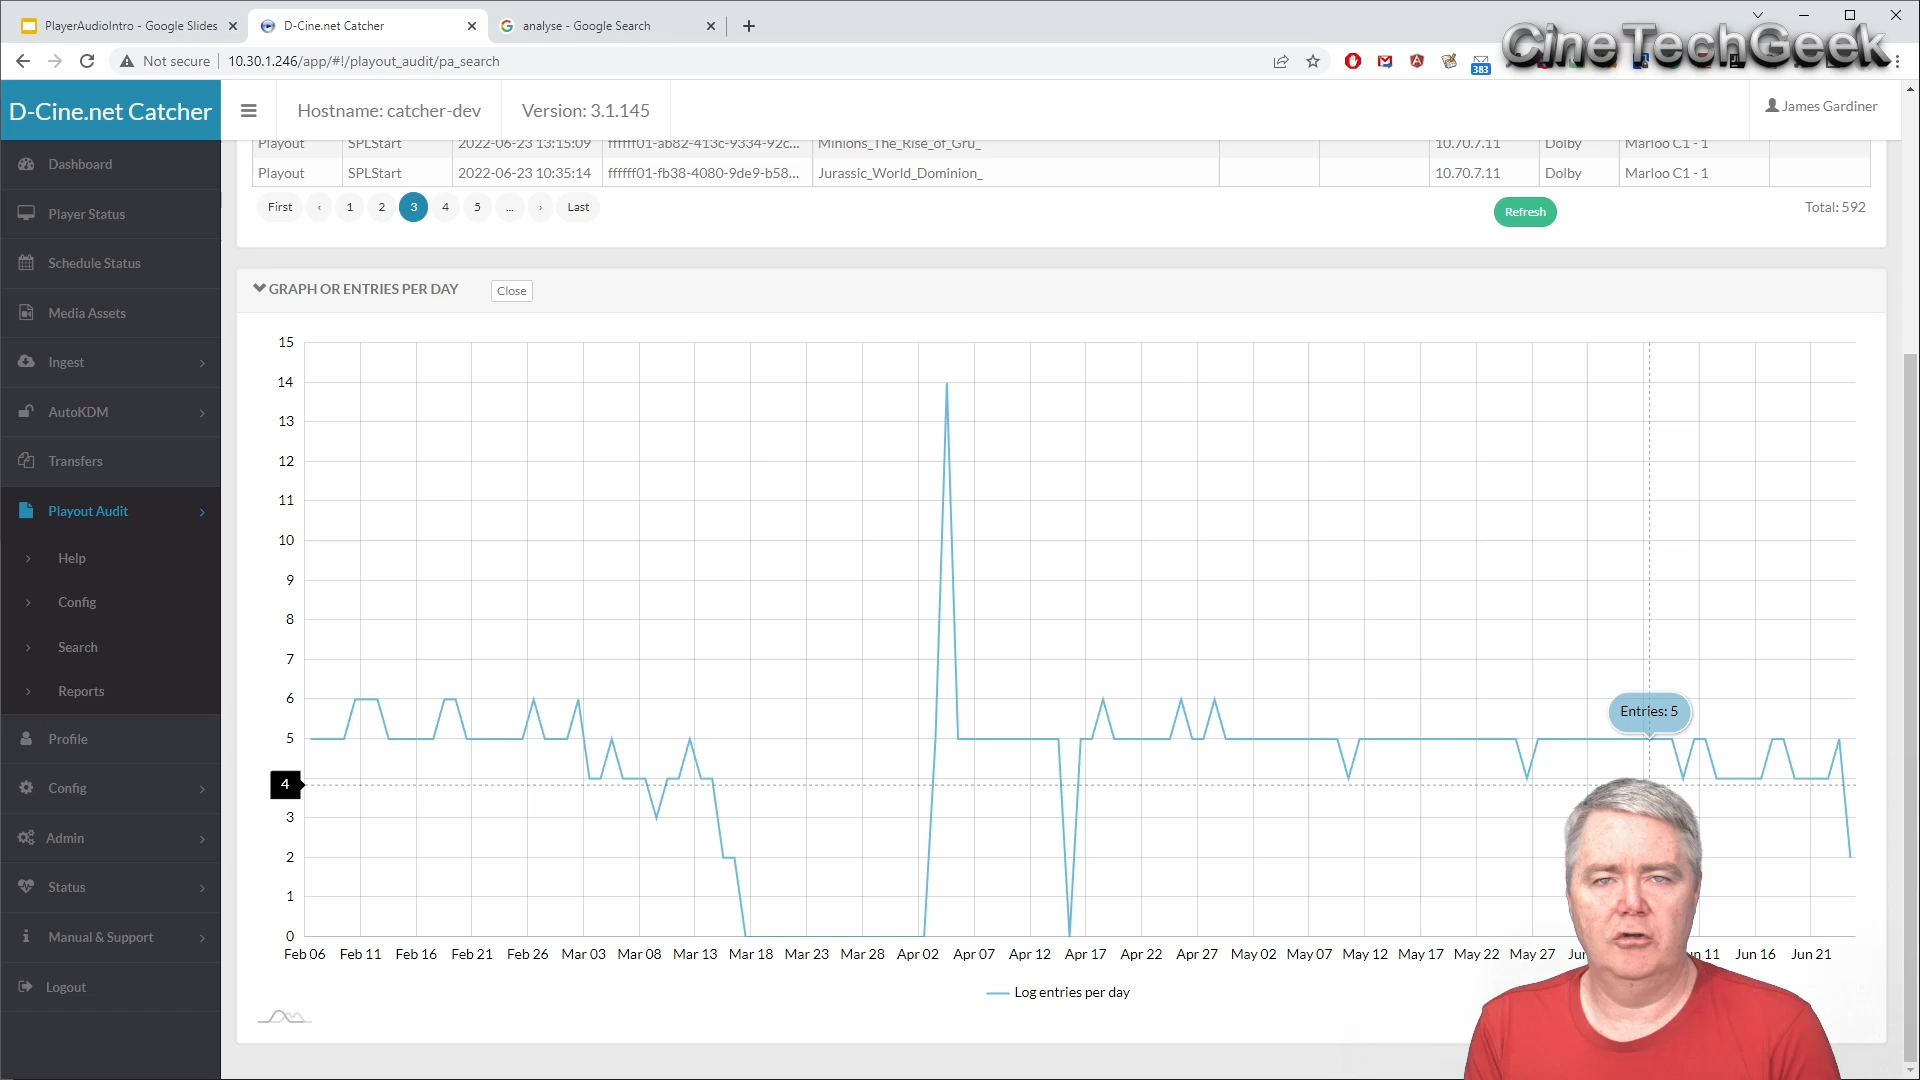 PlayerAudioIntro - Google Slides
D-Cine.net Catcher
analyse - Google Search
Not secure
10.30.1.246/app/#!/playout_audit/pa_search
383
CineTechGeek
D-Cine.net Catcher
Hostname: catcher-dev
Version: 3.1.145
James Gardiner
Dashboard
Player Status
Schedule Status
Media Assets
Ingest
AutoKDM
Transfers
Playout Audit
Help
Config
Search
Reports
Profile
Config
Admin
Status
Manual & Support
Logout
Playout SPLStart 2022-06-23 13:15:09 ffffff01-ab82-413c-9334-92c... Minions_The_Rise_of_Gru_ 10.70.7.11 Dolby Marloo C1 - 1
Playout SPLStart 2022-06-23 10:35:14 ffffff01-fb38-4080-9de9-b58... Jurassic_World_Dominion_ 10.70.7.11 Dolby Marloo C1 - 1
First ‹ 1 2 3 4 5 ... › Last
Refresh
Total: 592
GRAPH OR ENTRIES PER DAY
Close
15
14
13
12
11
10
9
8
7
6
5
4
3
2
1
0
Entries: 5
Feb 06 Feb 11 Feb 16 Feb 21 Feb 26 Mar 03 Mar 08 Mar 13 Mar 18 Mar 23 Mar 28 Apr 02 Apr 07 Apr 12 Apr 17 Apr 22 Apr 27 May 02 May 07 May 12 May 17 May 22 May 27 Ju n 11 Jun 16 Jun 21
Log entries per day